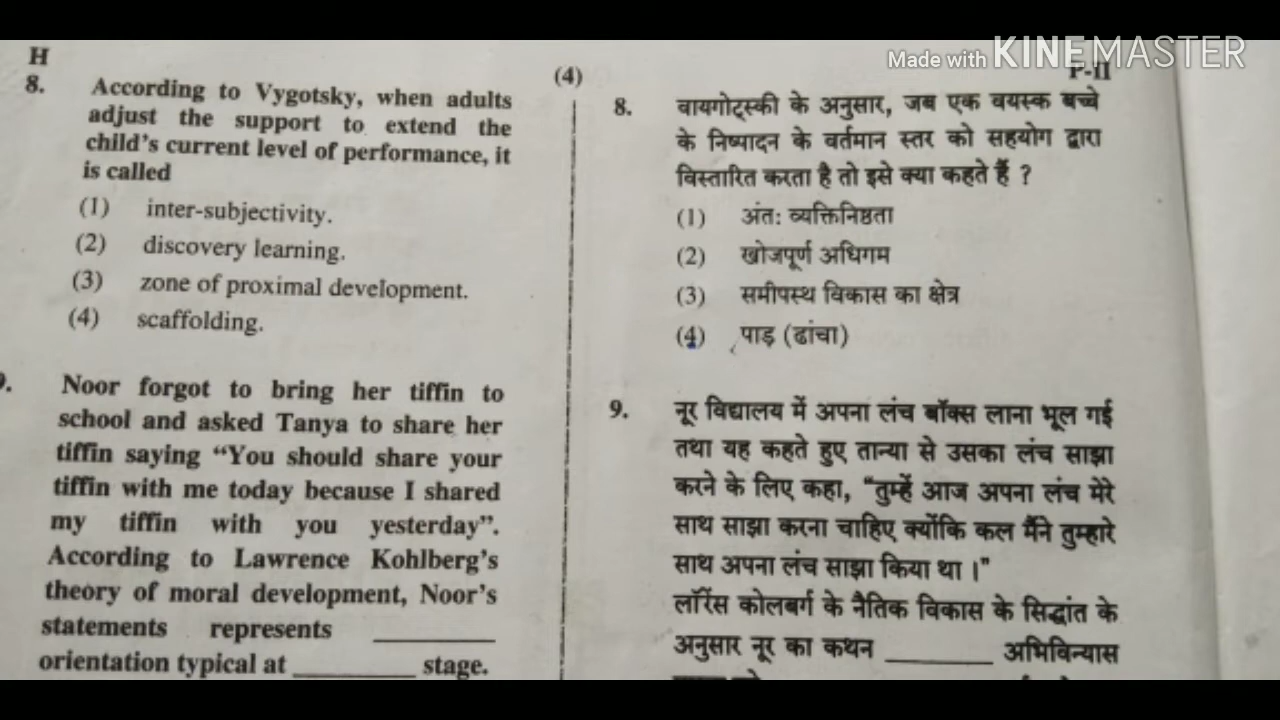 Made with KINEMASTER
H
(4)
P-II
8. According to Vygotsky, when adults
adjust the support to extend the
child's current level of performance, it
is called
(1) inter-subjectivity.
(2) discovery learning.
(3) zone of proximal development.
(4) scaffolding.
9. Noor forgot to bring her tiffin to
school and asked Tanya to share her
tiffin saying “You should share your
tiffin with me today because I shared
my tiffin with you yesterday”.
According to Lawrence Kohlberg's
theory of moral development, Noor's
statements represents ________
orientation typical at ________ stage.
8. वायगोट्स्की के अनुसार, जब एक वयस्क बच्चे
के निष्पादन के वर्तमान स्तर को सहयोग द्वारा
विस्तारित करता है तो इसे क्या कहते हैं ?
(1) अंत: व्यक्तिनिष्ठता
(2) खोजपूर्ण अधिगम
(3) समीपस्थ विकास का क्षेत्र
(4) पाड़ (ढांचा)
9. नूर विद्यालय में अपना लंच बॉक्स लाना भूल गई
तथा यह कहते हुए तान्या से उसका लंच साझा
करने के लिए कहा, “तुम्हें आज अपना लंच मेरे
साथ साझा करना चाहिए क्योंकि कल मैंने तुम्हारे
साथ अपना लंच साझा किया था ।”
लॉरेंस कोलबर्ग के नैतिक विकास के सिद्धांत के
अनुसार नूर का कथन ________ अभिविन्यास